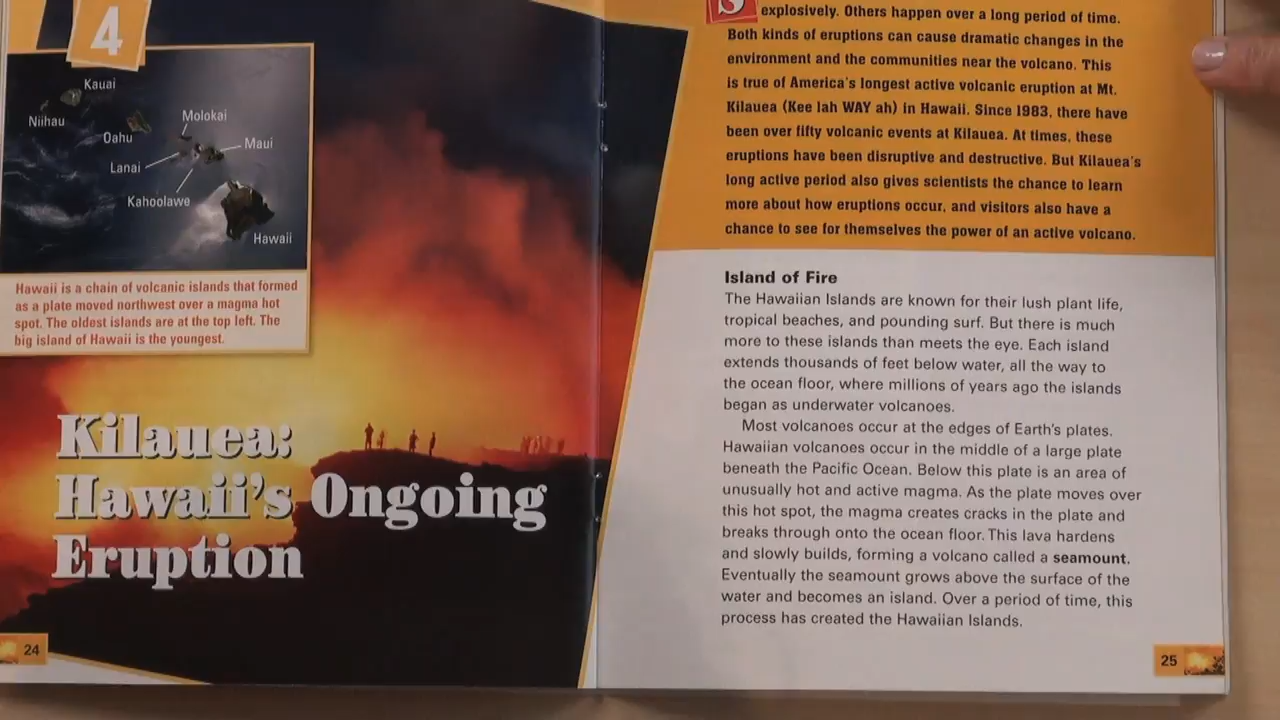 4
Kauai
Niihau
Oahu
Molokai
Maui
Lanai
Kahoolawe
Hawaii
Hawaii is a chain of volcanic islands that formed
as a plate moved northwest over a magma hot
spot. The oldest islands are at the top left. The
big island of Hawaii is the youngest.
Kilauea:
Hawaii's Ongoing
Eruption
24
S
explosively. Others happen over a long period of time.
Both kinds of eruptions can cause dramatic changes in the
environment and the communities near the volcano. This
is true of America's longest active volcanic eruption at Mt.
Kilauea (Kee lah WAY ah) in Hawaii. Since 1983, there have
been over fifty volcanic events at Kilauea. At times, these
eruptions have been disruptive and destructive. But Kilauea's
long active period also gives scientists the chance to learn
more about how eruptions occur, and visitors also have a
chance to see for themselves the power of an active volcano.
Island of Fire
The Hawaiian Islands are known for their lush plant life,
tropical beaches, and pounding surf. But there is much
more to these islands than meets the eye. Each island
extends thousands of feet below water, all the way to
the ocean floor, where millions of years ago the islands
began as underwater volcanoes.
Most volcanoes occur at the edges of Earth's plates.
Hawaiian volcanoes occur in the middle of a large plate
beneath the Pacific Ocean. Below this plate is an area of
unusually hot and active magma. As the plate moves over
this hot spot, the magma creates cracks in the plate and
breaks through onto the ocean floor. This lava hardens
and slowly builds, forming a volcano called a seamount.
Eventually the seamount grows above the surface of the
water and becomes an island. Over a period of time, this
process has created the Hawaiian Islands.
25